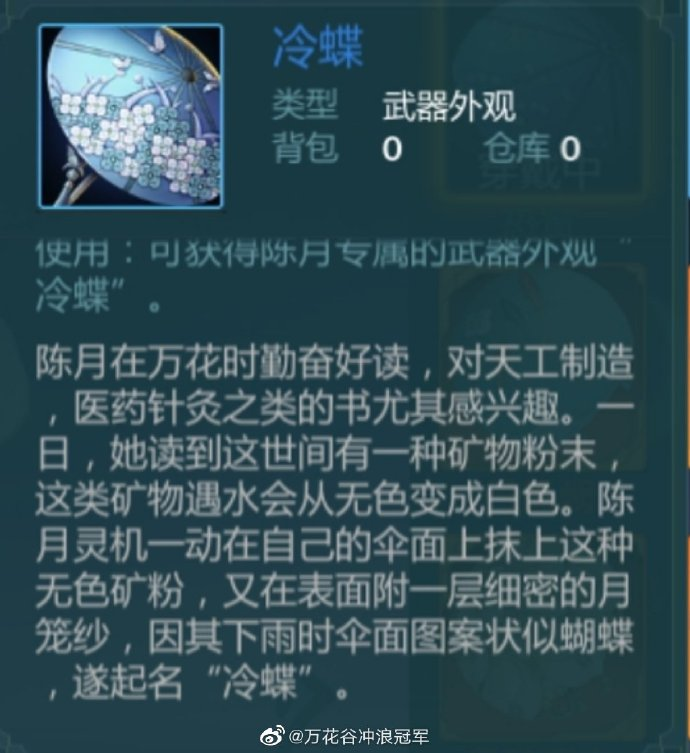 冷蝶
类型 武器外观
背包 0 仓库 0
穿戴中
使用：可获得陈月专属的武器外观“
冷蝶”。
陈月在万花时勤奋好读，对天工制造
，医药针灸之类的书尤其感兴趣。一
日，她读到这世间有一种矿物粉末，
这类矿物遇水会从无色变成白色。陈
月灵机一动在自己的伞面上抹上这种
无色矿粉，又在表面附一层细密的月
笼纱，因其下雨时伞面图案状似蝴蝶
，遂起名“冷蝶”。
@万花谷冲浪冠军